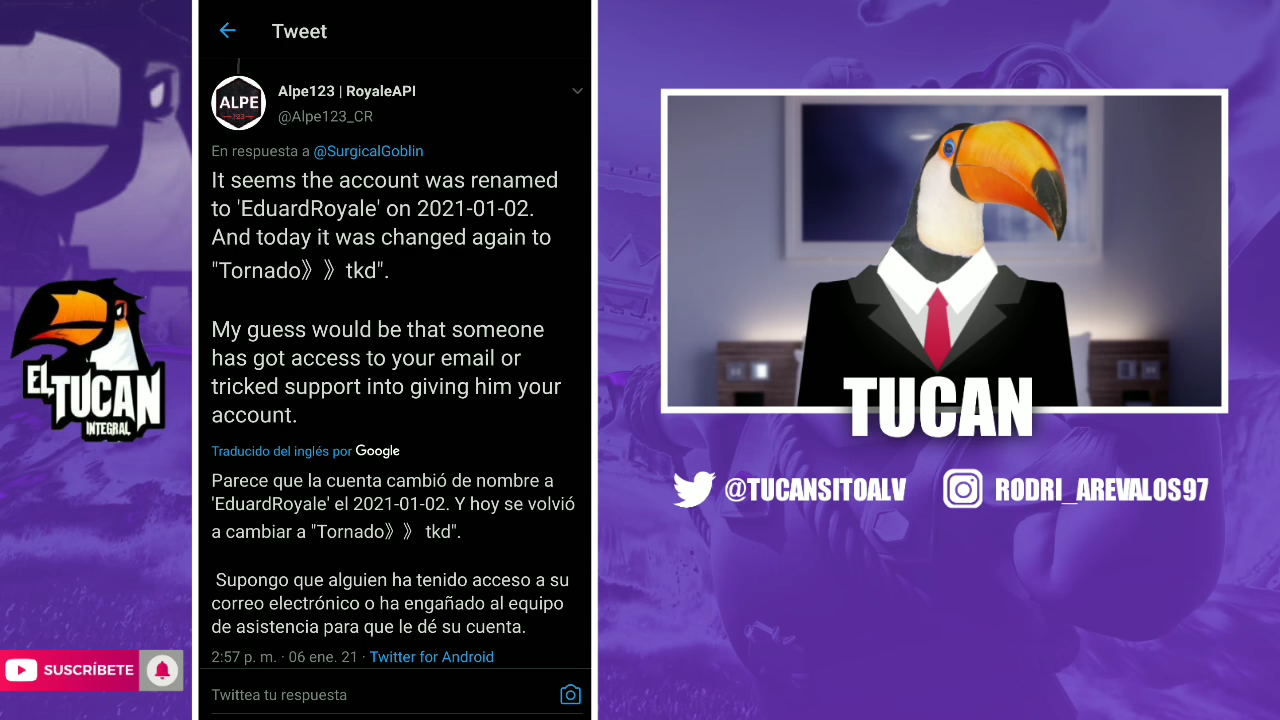 Tweet
ALPE
123
Alpe123 | RoyaleAPI
@Alpe123_CR
En respuesta a @SurgicalGoblin
It seems the account was renamed
to 'EduardRoyale' on 2021-01-02.
And today it was changed again to
"Tornado》》tkd".
My guess would be that someone
has got access to your email or
tricked support into giving him your
account.
Traducido del inglés por Google
Parece que la cuenta cambió de nombre a
'EduardRoyale' el 2021-01-02. Y hoy se volvió
a cambiar a "Tornado》》 tkd".
Supongo que alguien ha tenido acceso a su
correo electrónico o ha engañado al equipo
de asistencia para que le dé su cuenta.
2:57 p. m. · 06 ene. 21 · Twitter for Android
Twittea tu respuesta
EL
TUCAN
INTEGRAL
SUSCRÍBETE
TUCAN
@TUCANSITOALV
RODRI_AREVALOS97